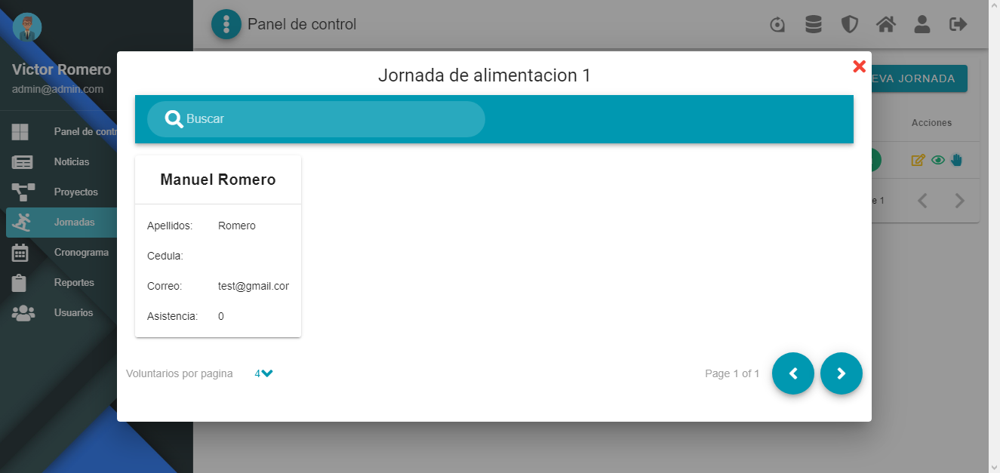 Panel de control
Victor Romero
admin@admin.com
Panel de contr
Noticias
Proyectos
Jornadas
Cronograma
Reportes
Usuarios
EVA JORNADA
Acciones
e 1
Jornada de alimentacion 1
Buscar
Manuel Romero
Apellidos: Romero
Cedula:
Correo: test@gmail.cor
Asistencia: 0
Voluntarios por pagina 4
Page 1 of 1